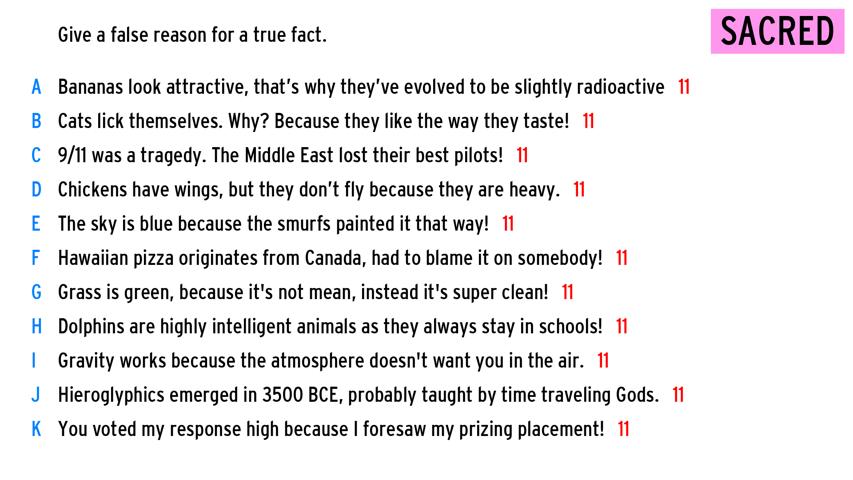 Give a false reason for a true fact.
SACRED
A Bananas look attractive, that's why they've evolved to be slightly radioactive 11
B Cats lick themselves. Why? Because they like the way they taste! 11
C 9/11 was a tragedy. The Middle East lost their best pilots! 11
D Chickens have wings, but they don't fly because they are heavy. 11
E The sky is blue because the smurfs painted it that way! 11
F Hawaiian pizza originates from Canada, had to blame it on somebody! 11
G Grass is green, because it's not mean, instead it's super clean! 11
H Dolphins are highly intelligent animals as they always stay in schools! 11
I Gravity works because the atmosphere doesn't want you in the air. 11
J Hieroglyphics emerged in 3500 BCE, probably taught by time traveling Gods. 11
K You voted my response high because I foresaw my prizing placement! 11